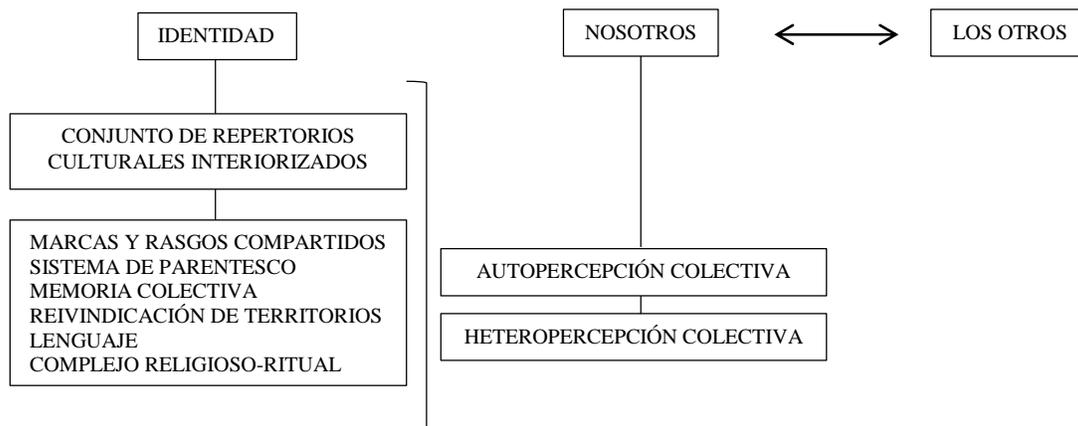 IDENTIDAD
CONJUNTO DE REPERTORIOS
CULTURALES INTERIORIZADOS
MARCAS Y RASGOS COMPARTIDOS
SISTEMA DE PARENTESCO
MEMORIA COLECTIVA
REIVINDICACIÓN DE TERRITORIOS
LENGUAJE
COMPLEJO RELIGIOSO-RITUAL
NOSOTROS
LOS OTROS
AUTOPERCEPCIÓN COLECTIVA
HETEROPERCEPCIÓN COLECTIVA